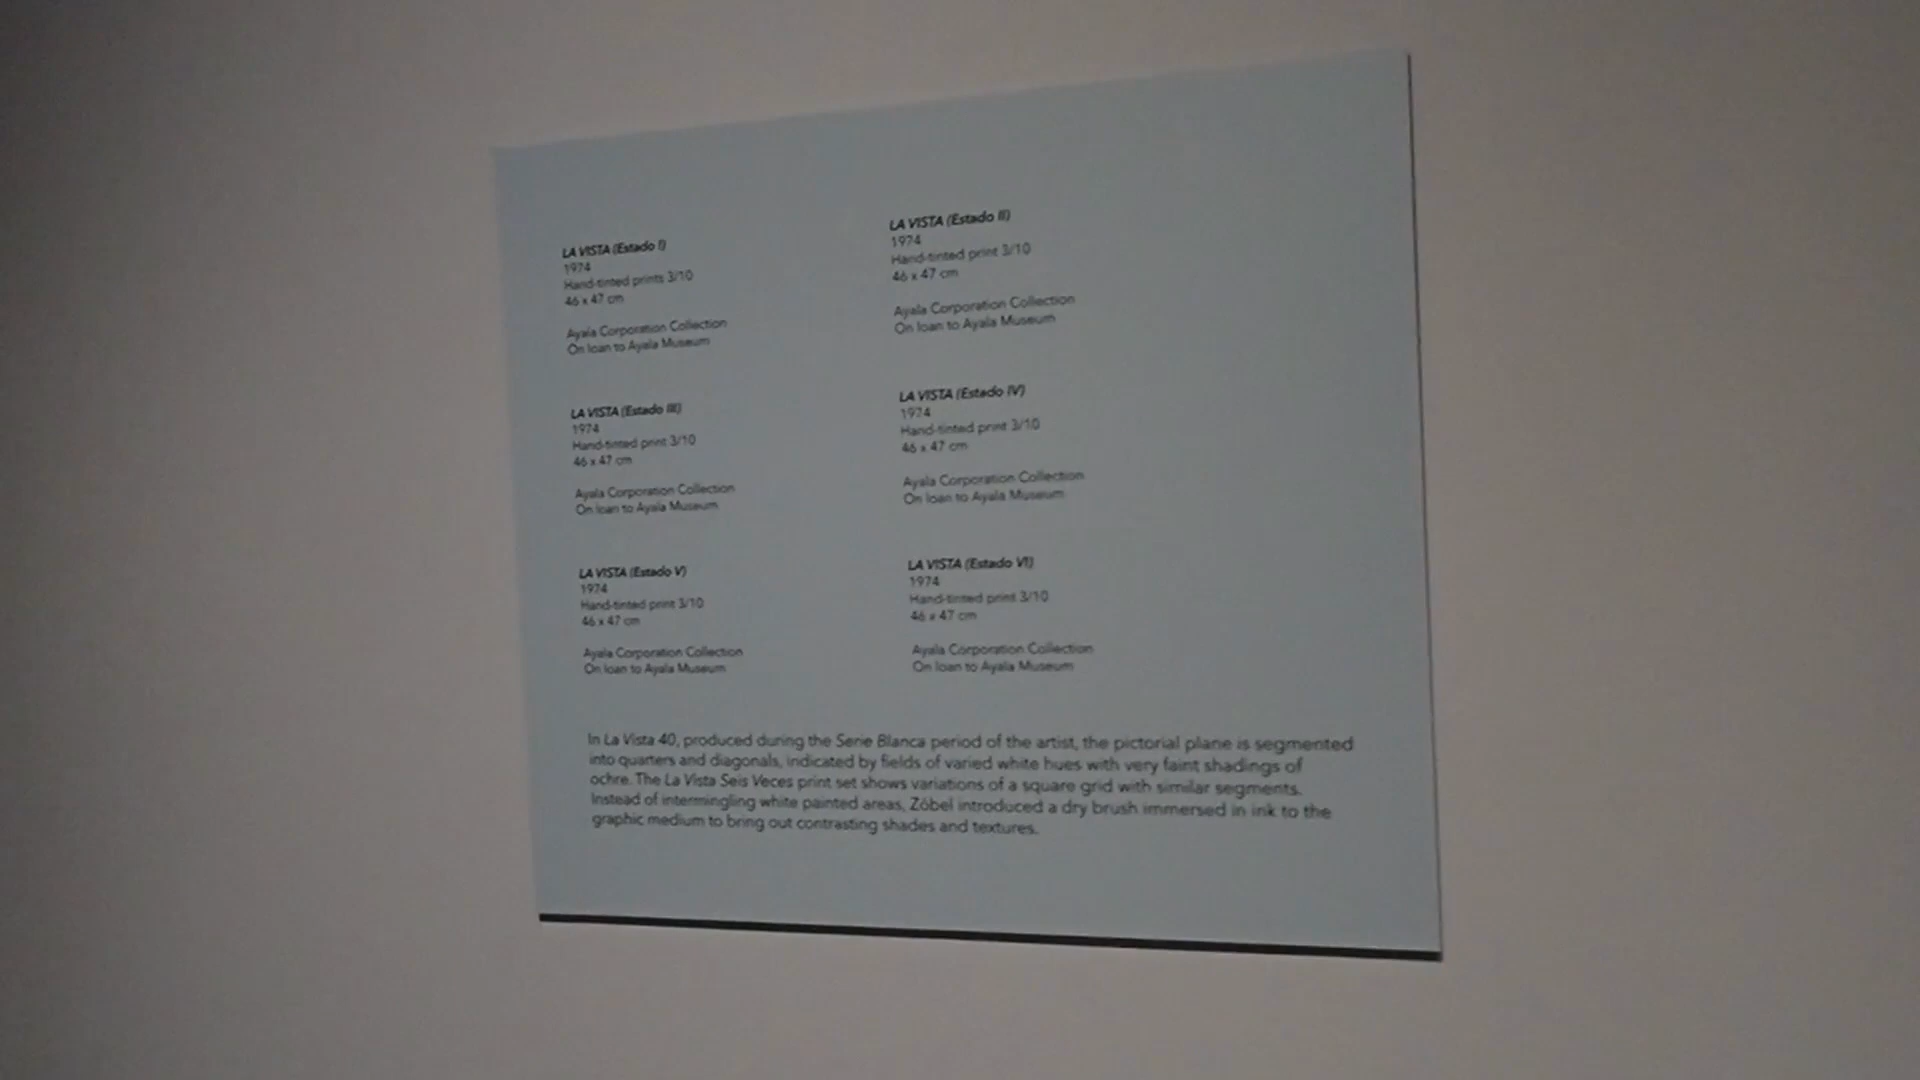 LA VISTA (Estado I)
1974
Hand-tinted prints 3/10
46 x 47 cm
Ayala Corporation Collection
On loan to Ayala Museum
LA VISTA (Estado II)
1974
Hand-tinted print 3/10
46 x 47 cm
Ayala Corporation Collection
On loan to Ayala Museum
LA VISTA (Estado III)
1974
Hand-tinted print 3/10
46 x 47 cm
Ayala Corporation Collection
On loan to Ayala Museum
LA VISTA (Estado IV)
1974
Hand-tinted print 3/10
46 x 47 cm
Ayala Corporation Collection
On loan to Ayala Museum
LA VISTA (Estado V)
1974
Hand-tinted print 3/10
46 x 47 cm
Ayala Corporation Collection
On loan to Ayala Museum
LA VISTA (Estado VI)
1974
Hand-tinted print 3/10
46 x 47 cm
Ayala Corporation Collection
On loan to Ayala Museum
In La Vista 40, produced during the Serie Blanca period of the artist, the pictorial plane is segmented
into quarters and diagonals, indicated by fields of varied white hues with very faint shadings of
ochre. The La Vista Seis Veces print set shows variations of a square grid with similar segments.
Instead of intermingling white painted areas, Zóbel introduced a dry brush immersed in ink to the
graphic medium to bring out contrasting shades and textures.